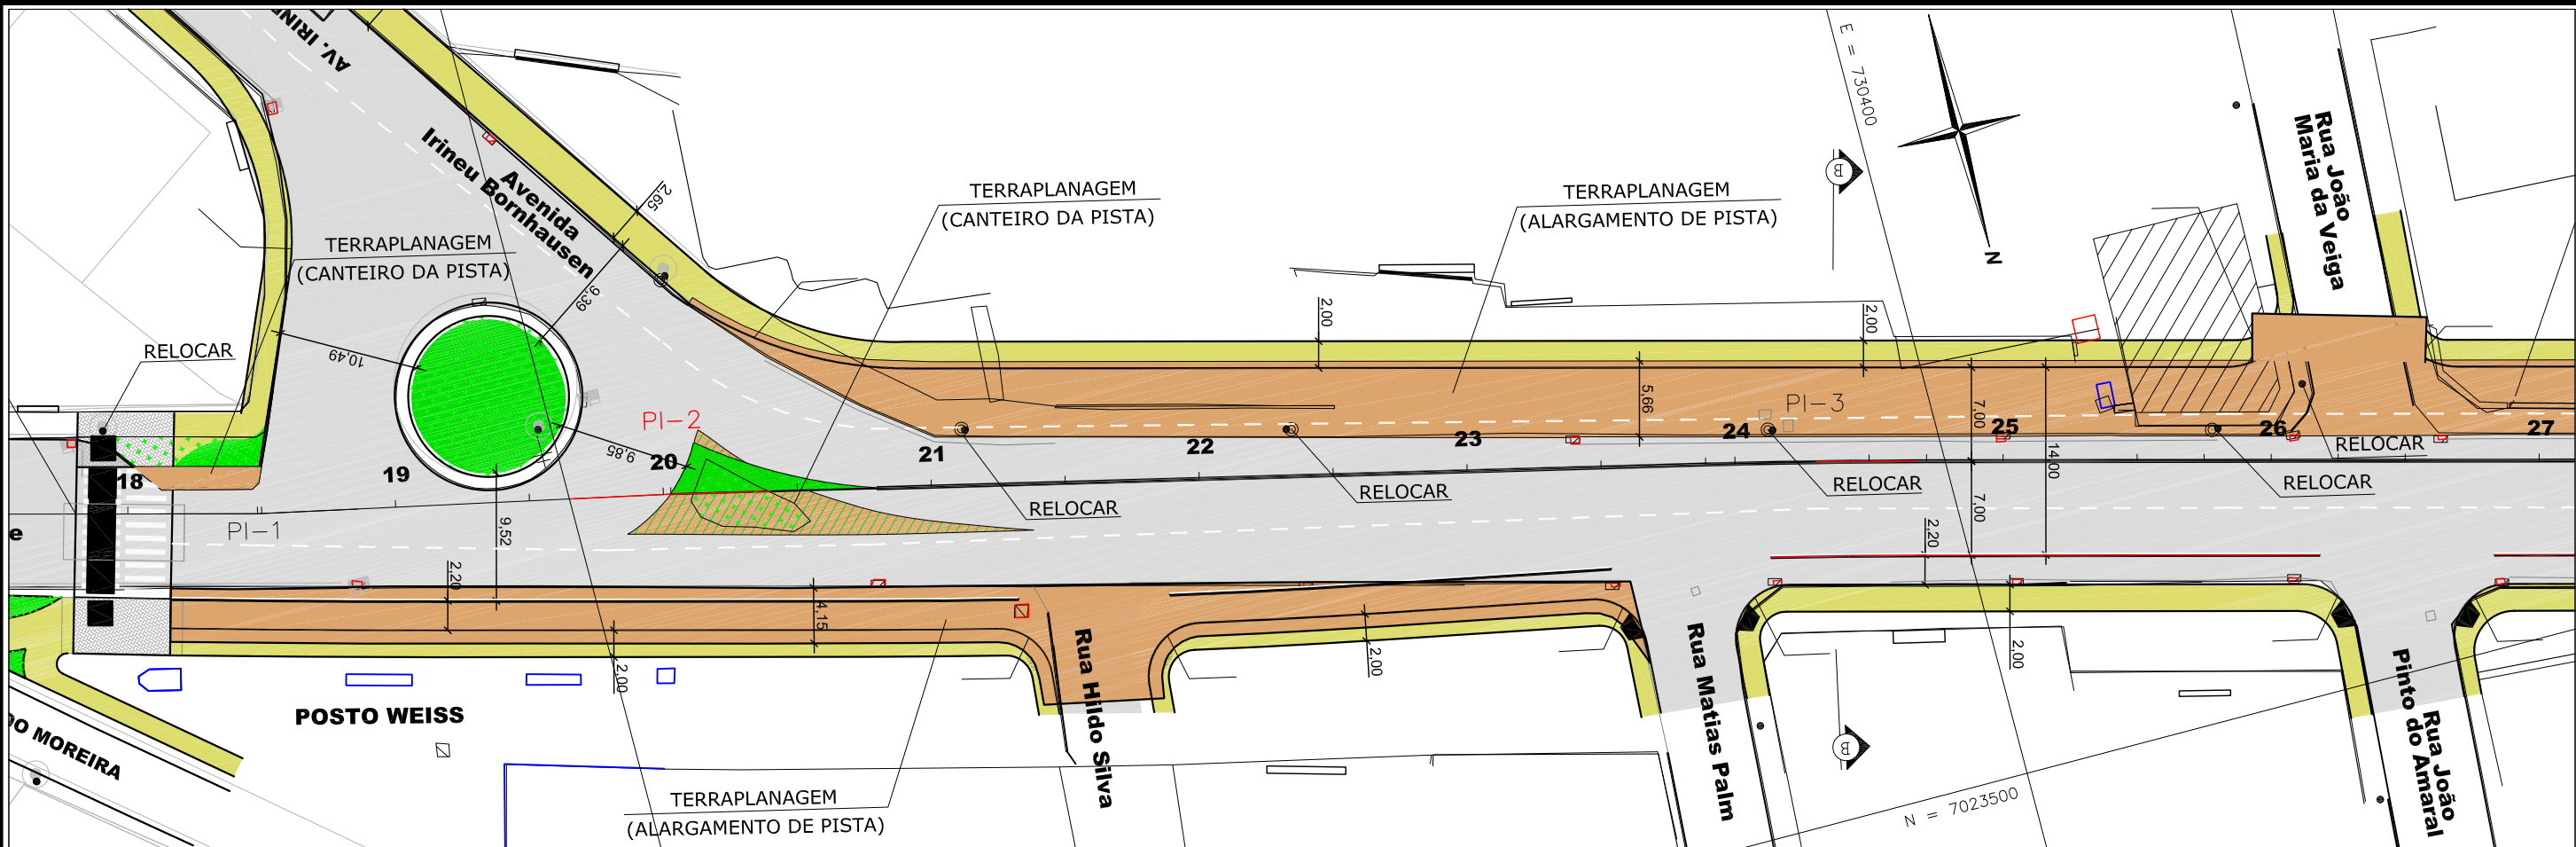 AV. IRINE
Avenida
Irineu Bornhausen
2,65
9,39
TERRAPLANAGEM
(CANTEIRO DA PISTA)
10,49
RELOCAR
TERRAPLANAGEM
(CANTEIRO DA PISTA)
TERRAPLANAGEM
(ALARGAMENTO DE PISTA)
E = 730400
B
N
Rua João
Maria da Veiga
2,00
2,00
5,66
PI-3
7,00
14,00
7,00
PI-2
9,85
18
19
20
21
22
23
24
25
26
27
RELOCAR
RELOCAR
RELOCAR
RELOCAR
RELOCAR
e
PI-1
9,52
2,20
4,15
2,00
2,00
2,20
2,00
POSTO WEISS
DO MOREIRA
TERRAPLANAGEM
(ALARGAMENTO DE PISTA)
Rua Hildo Silva
Rua Matias Palm
B
N = 7023500
Rua João
Pinto do Amaral